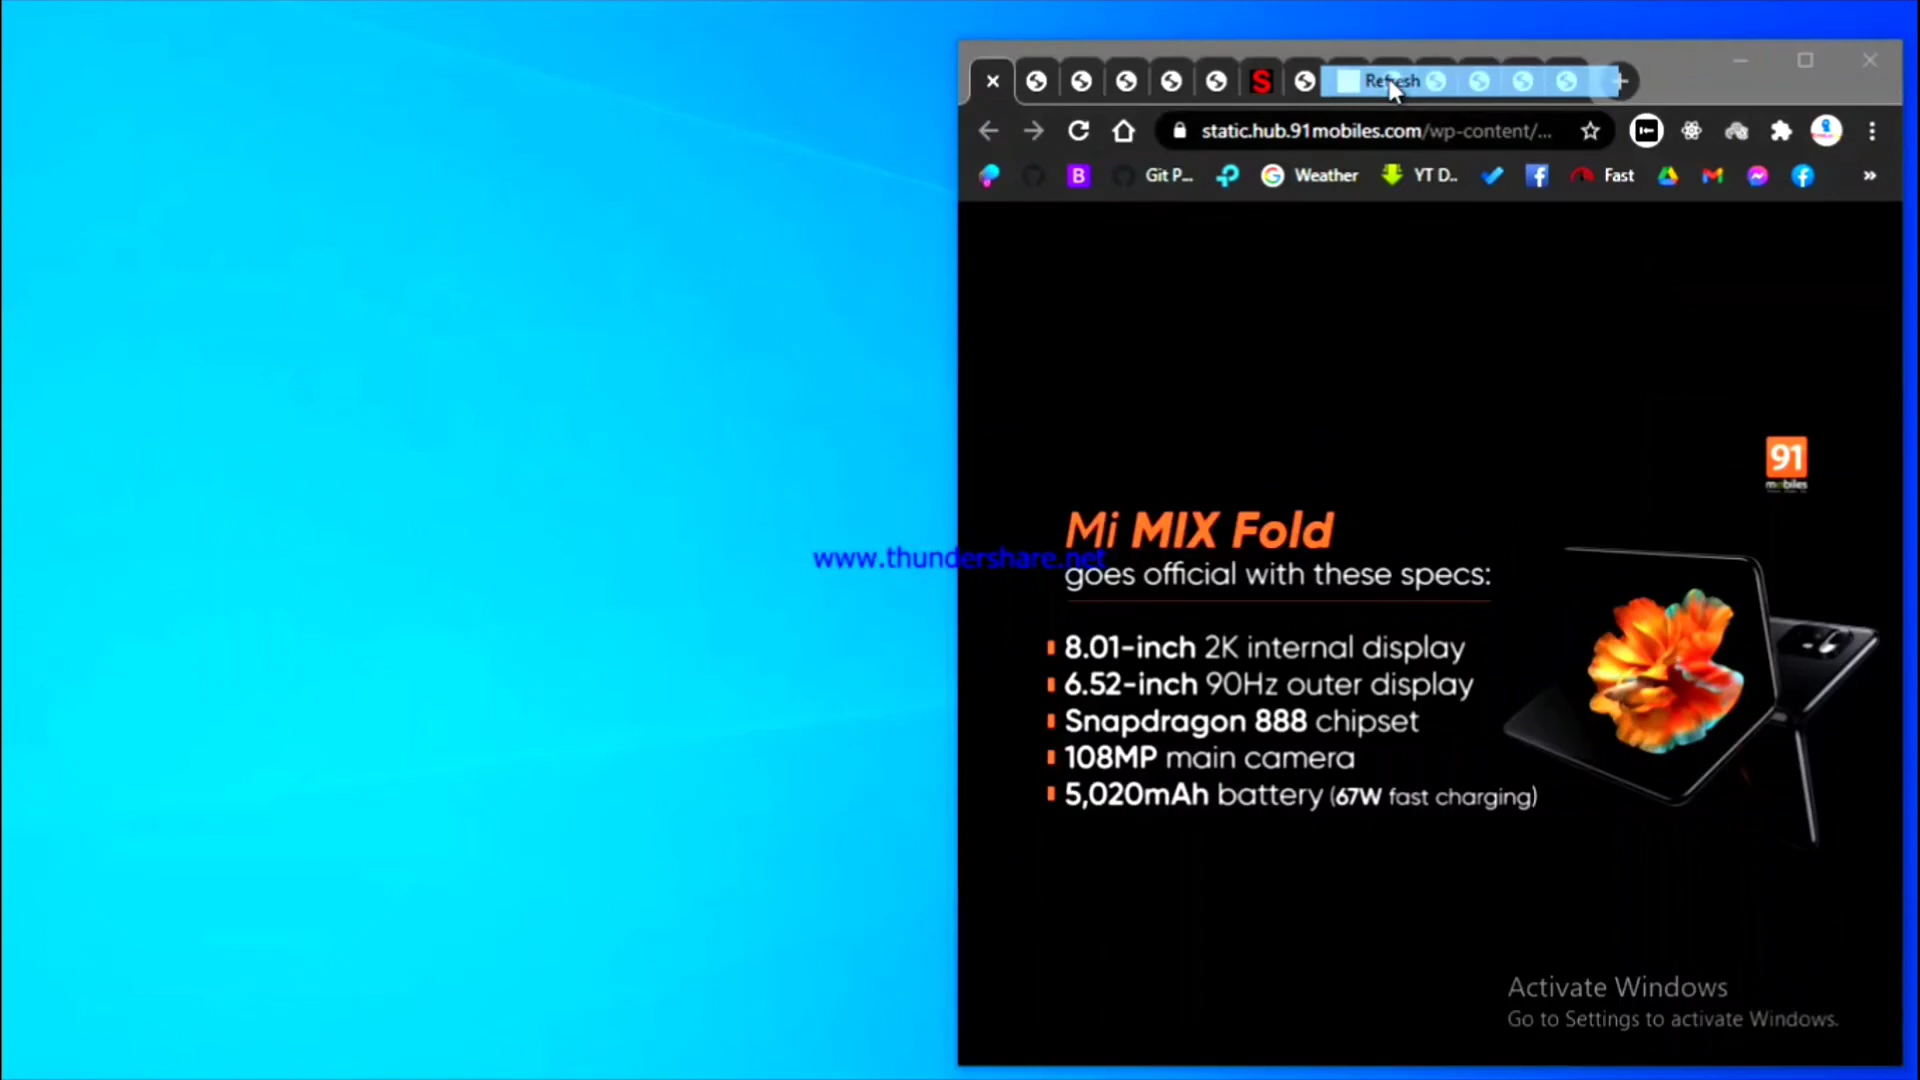 Refresh
static.hub.91mobiles.com/wp-content/...
B
Git P...
Weather
YT D..
Fast
»
91
mobiles
Mi MIX Fold
www.thundershare.net
goes official with these specs:
8.01-inch 2K internal display
6.52-inch 90Hz outer display
Snapdragon 888 chipset
108MP main camera
5,020mAh battery (67W fast charging)
Activate Windows
Go to Settings to activate Windows.